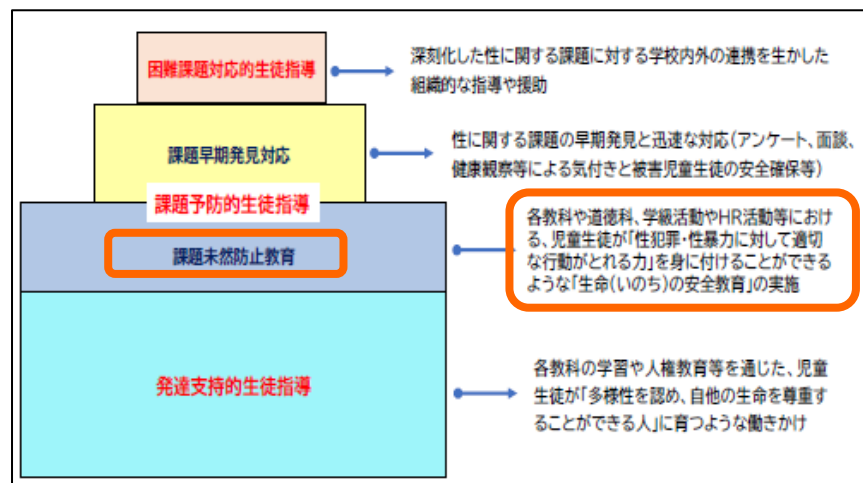 困難課題対応的生徒指導
深刻化した性に関する課題に対する学校内外の連携を生かした
組織的な指導や援助
課題早期発見対応
性に関する課題の早期発見と迅速な対応(アンケート、面談、
健康観察等による気付きと被害児童生徒の安全確保等)
課題予防的生徒指導
課題未然防止教育
各教科や道徳科、学級活動やHR活動等におけ
る、児童生徒が「性犯罪・性暴力に対して適切
な行動がとれる力」を身に付けることができる
ような「生命(いのち)の安全教育」の実施
発達支持的生徒指導
各教科の学習や人権教育等を通じた、児童
生徒が「多様性を認め、自他の生命を尊重す
ることができる人」に育つような働きかけ